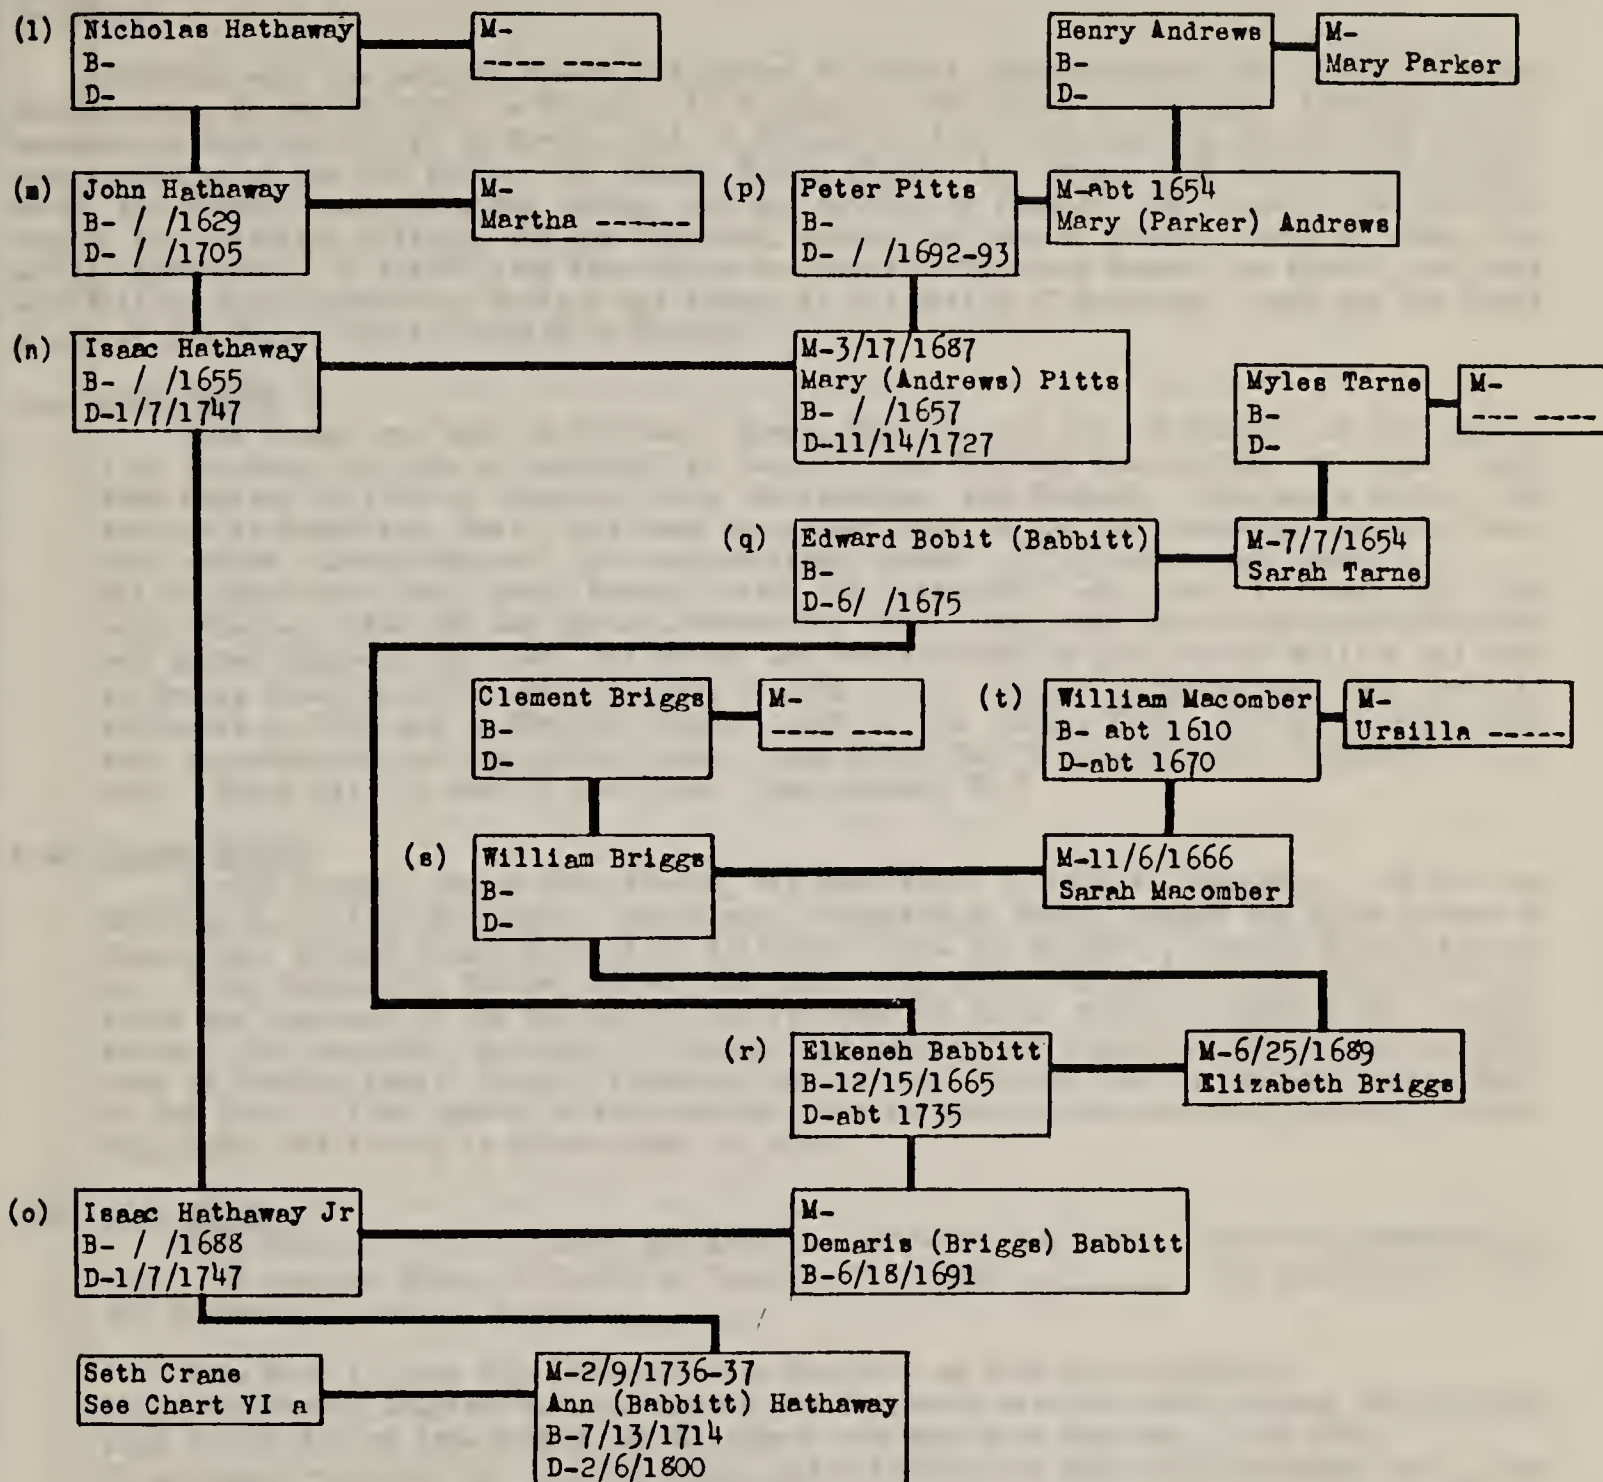 (l) Nicholas Hathaway
B-
D-
M-
---- -----
Henry Andrews
B-
D-
M-
Mary Parker
(m) John Hathaway
B- / /1629
D- / /1705
M-
Martha ------
(p) Peter Pitts
B-
D- / /1692-93
M-abt 1654
Mary (Parker) Andrews
(n) Isaac Hathaway
B- / /1655
D-1/7/1747
M-3/17/1687
Mary (Andrews) Pitts
B- / /1657
D-11/14/1727
Myles Tarne
B-
D-
M-
--- ----
(q) Edward Bobit (Babbitt)
B-
D-6/ /1675
M-7/7/1654
Sarah Tarne
Clement Briggs
B-
D-
M-
---- ----
(t) William Macomber
B- abt 1610
D-abt 1670
M-
Ursilla -----
(s) William Briggs
B-
D-
M-11/6/1666
Sarah Macomber
(r) Elkeneh Babbitt
B-12/15/1665
D-abt 1735
M-6/25/1689
Elizabeth Briggs
(o) Isaac Hathaway Jr
B- / /1688
D-1/7/1747
M-
Demaris (Briggs) Babbitt
B-6/18/1691
Seth Crane
See Chart VI a
M-2/9/1736-37
Ann (Babbitt) Hathaway
B-7/13/1714
D-2/6/1800